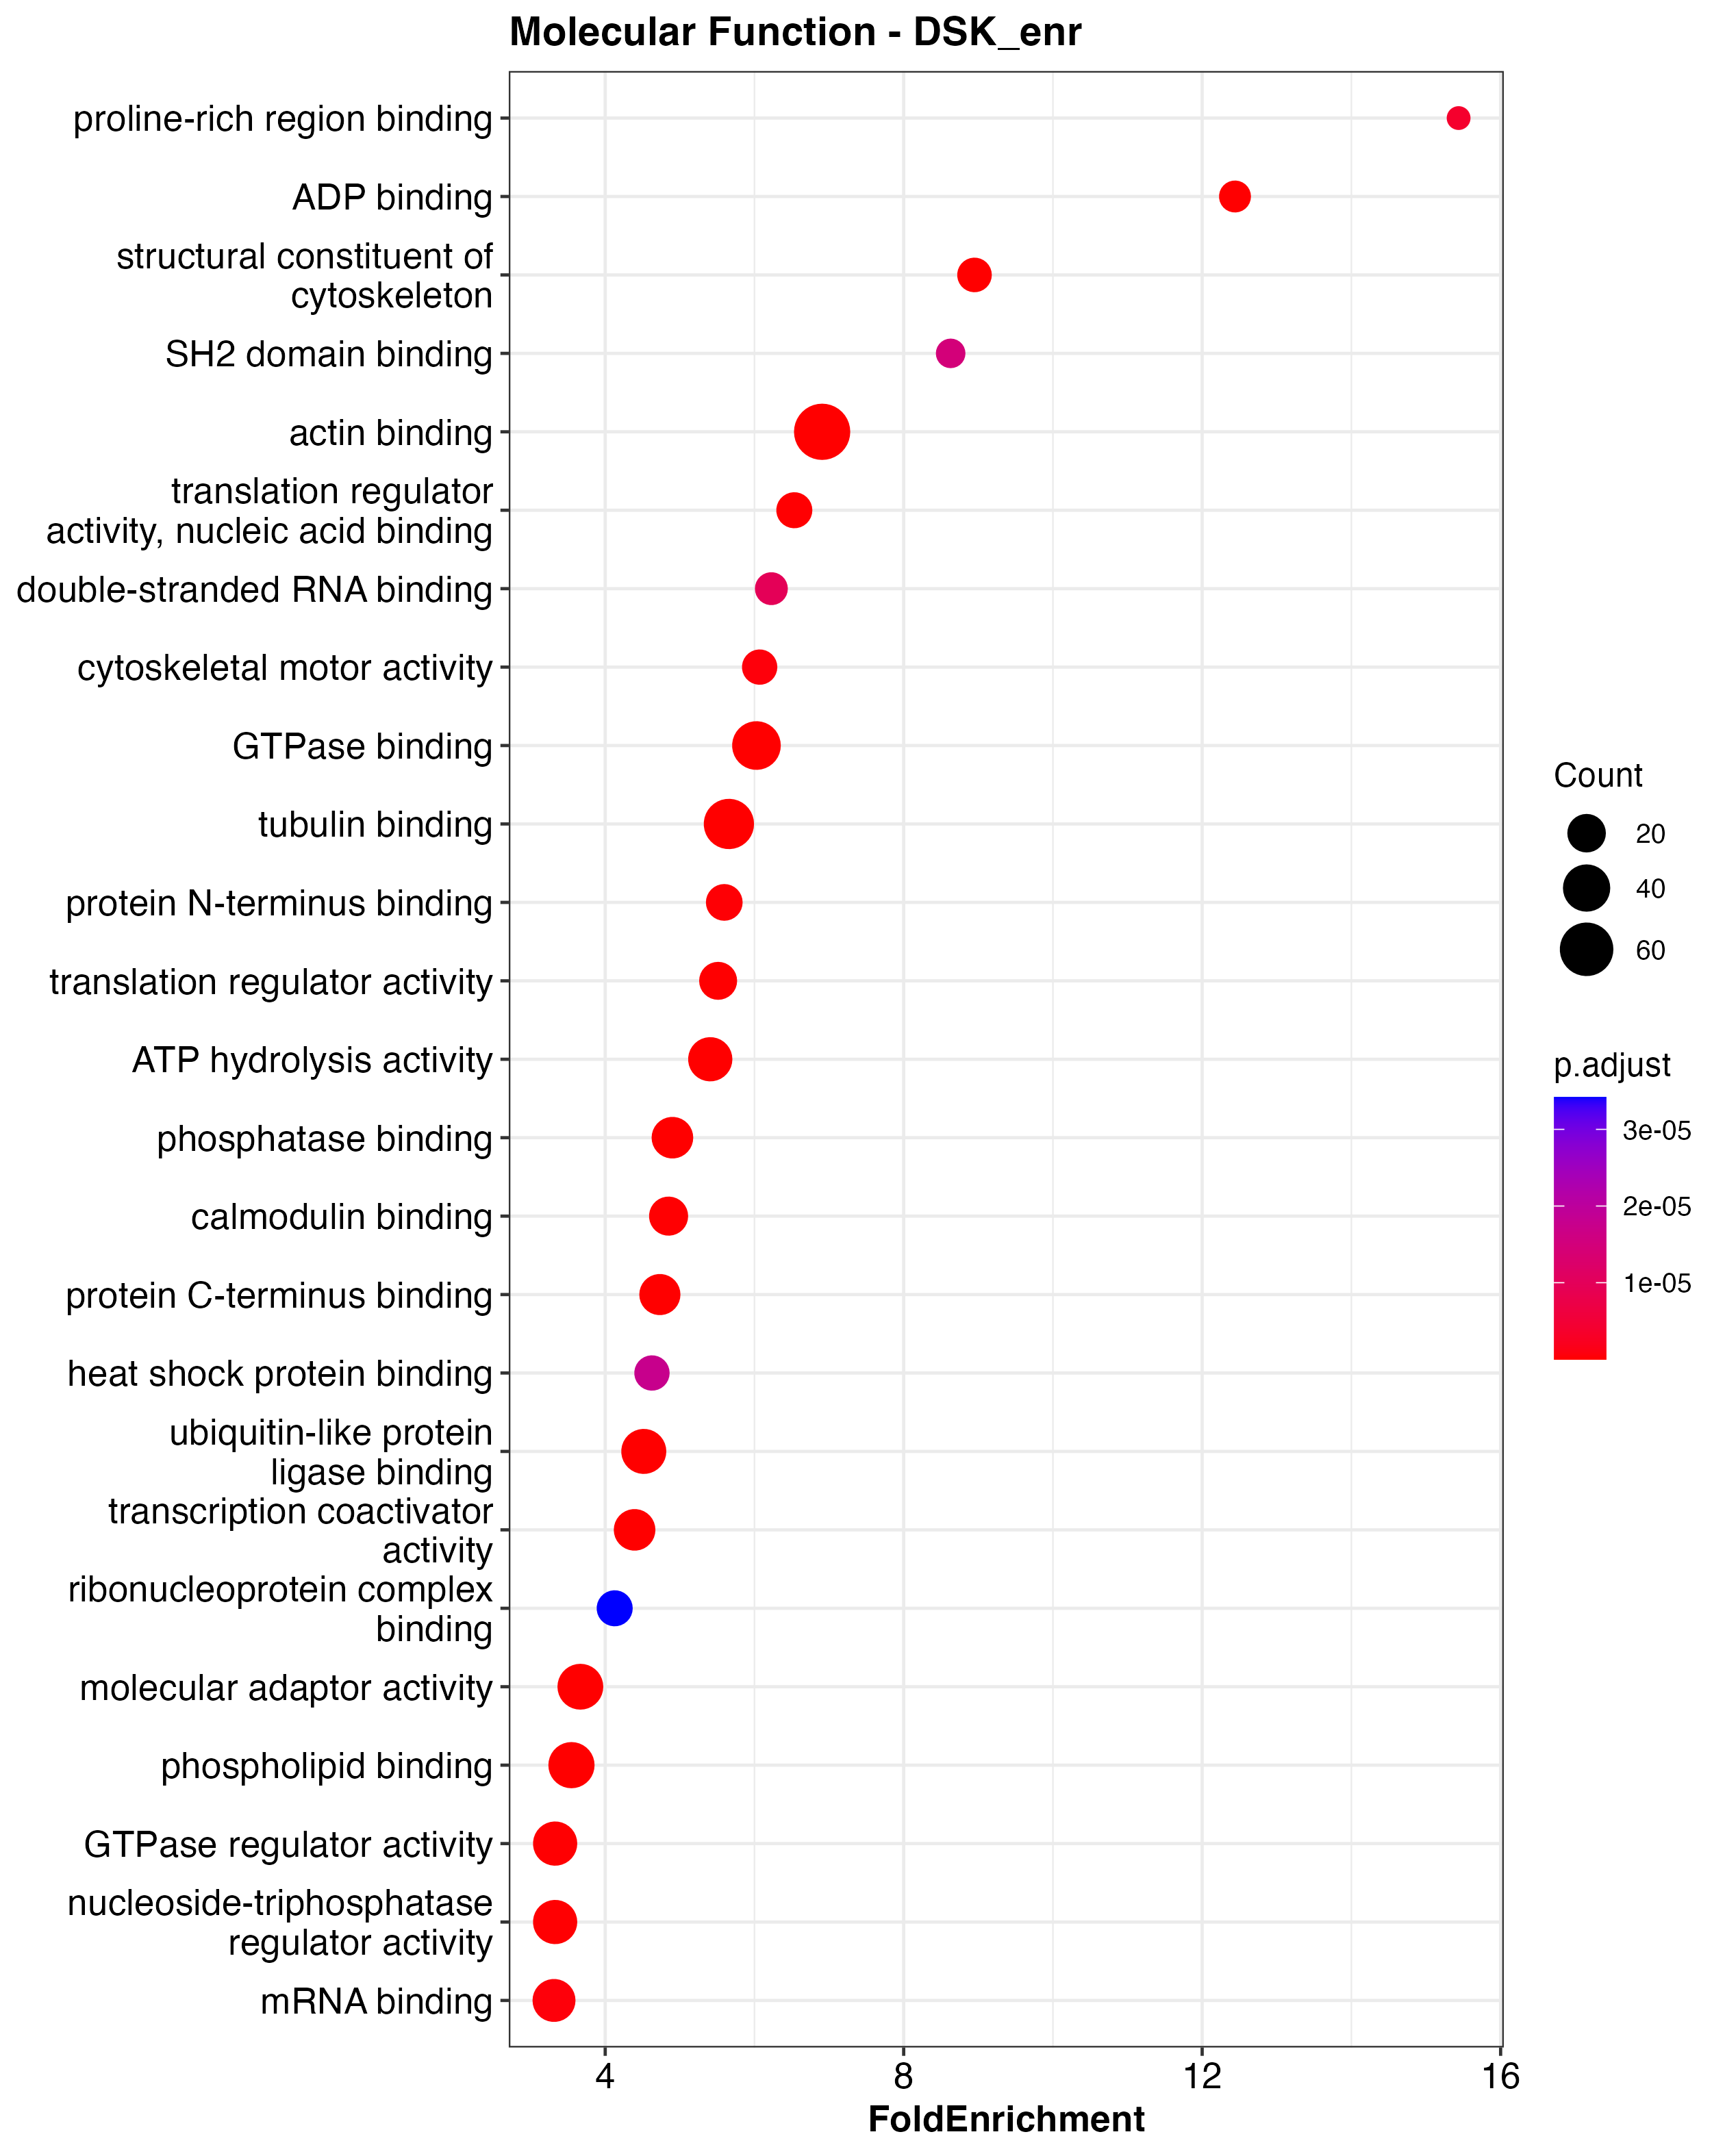 Molecular Function - DSK_enr
proline-rich region binding
ADP binding
structural constituent of
cytoskeleton
SH2 domain binding
actin binding
translation regulator
activity, nucleic acid binding
double-stranded RNA binding
cytoskeletal motor activity
GTPase binding
tubulin binding
protein N-terminus binding
translation regulator activity
ATP hydrolysis activity
phosphatase binding
calmodulin binding
protein C-terminus binding
heat shock protein binding
ubiquitin-like protein
ligase binding
transcription coactivator
activity
ribonucleoprotein complex
binding
molecular adaptor activity
phospholipid binding
GTPase regulator activity
nucleoside-triphosphatase
regulator activity
mRNA binding
4 8 12 16
FoldEnrichment
Count
20
40
60
p.adjust
3e-05
2e-05
1e-05